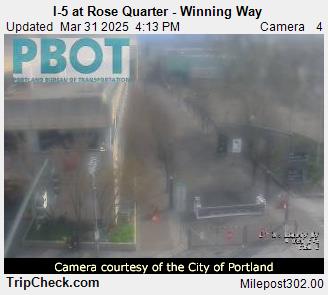 I-5 at Rose Quarter - Winning Way
Updated Mar 31 2025 4:13 PM Camera 4
PBOT
PORTLAND BUREAU OF TRANSPORTATION
Camera courtesy of the City of Portland
TripCheck.com Milepost302.00